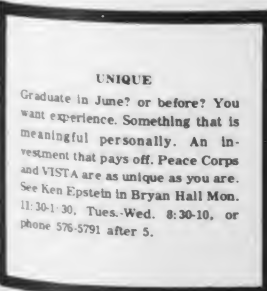 UNIQUE
Graduate in June? or before? You
want experience. Something that is
meaningful personally. An in-
vestment that pays off. Peace Corps
and VISTA are as unique as you are.
See Ken Epstein in Bryan Hall Mon.
11:30-1:30, Tues.-Wed. 8:30-10, or
phone 576-5791 after 5.